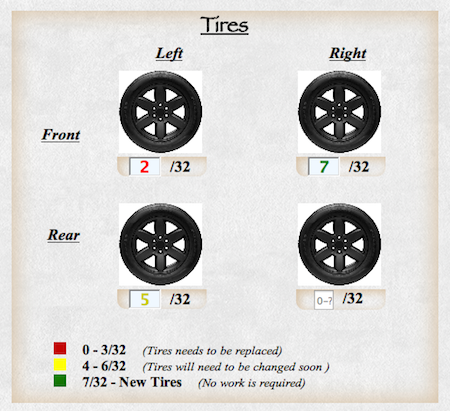 Tires
Left Right
Front
2 /32 7 /32
Rear
5 /32 0-? /32
0 - 3/32 (Tires needs to be replaced)
4 - 6/32 (Tires will need to be changed soon )
7/32 - New Tires (No work is required)